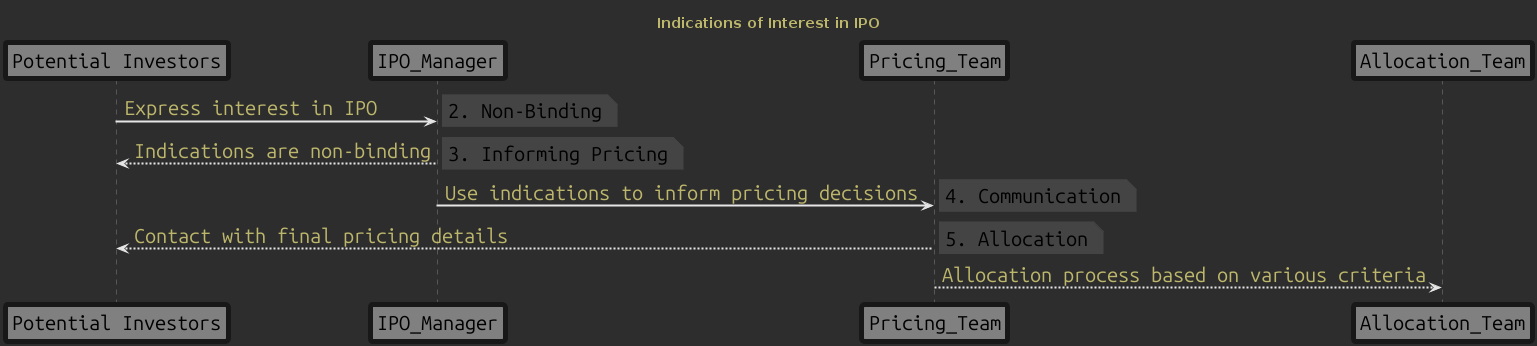 Indications of Interest in IPO
Potential Investors
IPO_Manager
Pricing_Team
Allocation_Team
Express interest in IPO
2. Non-Binding
Indications are non-binding
3. Informing Pricing
Use indications to inform pricing decisions
4. Communication
Contact with final pricing details
5. Allocation
Allocation process based on various criteria
Potential Investors
IPO_Manager
Pricing_Team
Allocation_Team